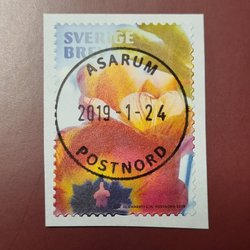 SVERIGE
BREV
ASARUM
2019-1-24
POSTNORD